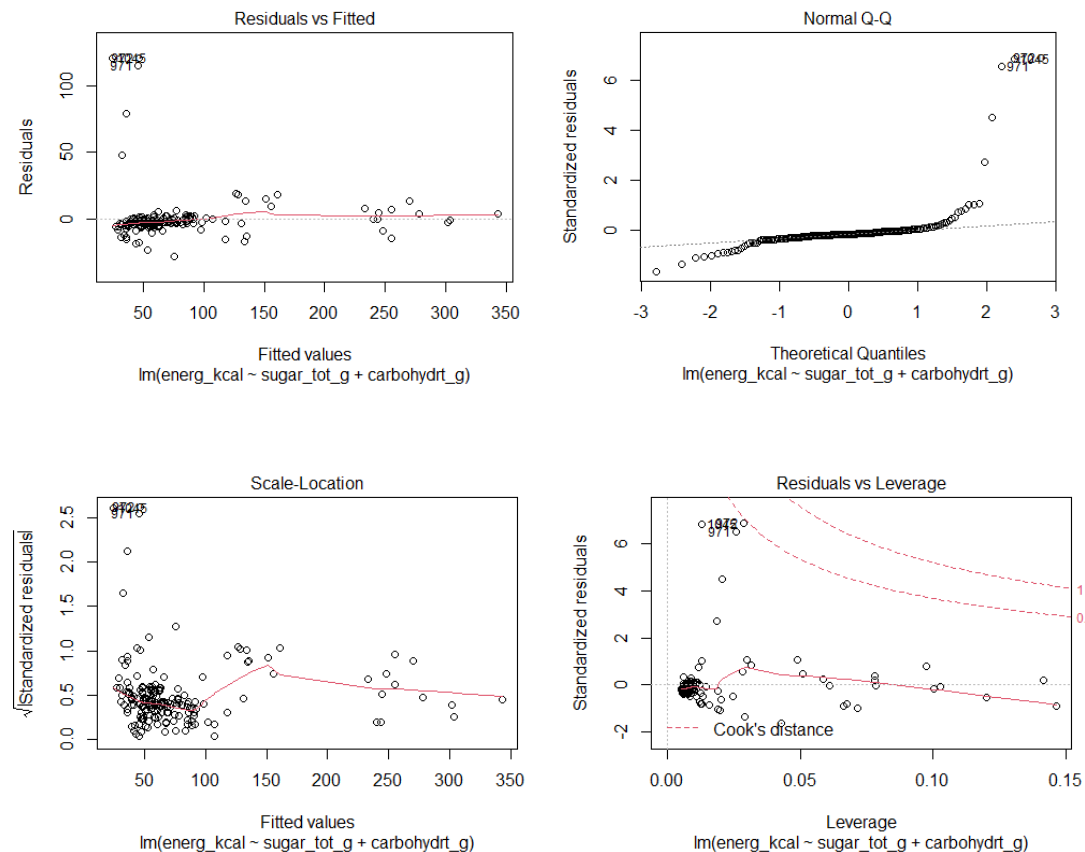 Residuals vs Fitted
971
Residuals
100
50
0
0 50 100 150 200 250 300 350
Fitted values
lm(energ_kcal ~ sugar_tot_g + carbohydrt_g)
Normal Q-Q
971
Standardized residuals
6
4
2
0
-3 -2 -1 0 1 2 3
Theoretical Quantiles
lm(energ_kcal ~ sugar_tot_g + carbohydrt_g)
Scale-Location
971
√|Standardized residuals|
2.5
2.0
1.5
1.0
0.5
0.0
50 100 150 200 250 300 350
Fitted values
lm(energ_kcal ~ sugar_tot_g + carbohydrt_g)
Residuals vs Leverage
971
Standardized residuals
6
4
2
0
-2
1
0
Cook's distance
0.00 0.05 0.10 0.15
Leverage
lm(energ_kcal ~ sugar_tot_g + carbohydrt_g)